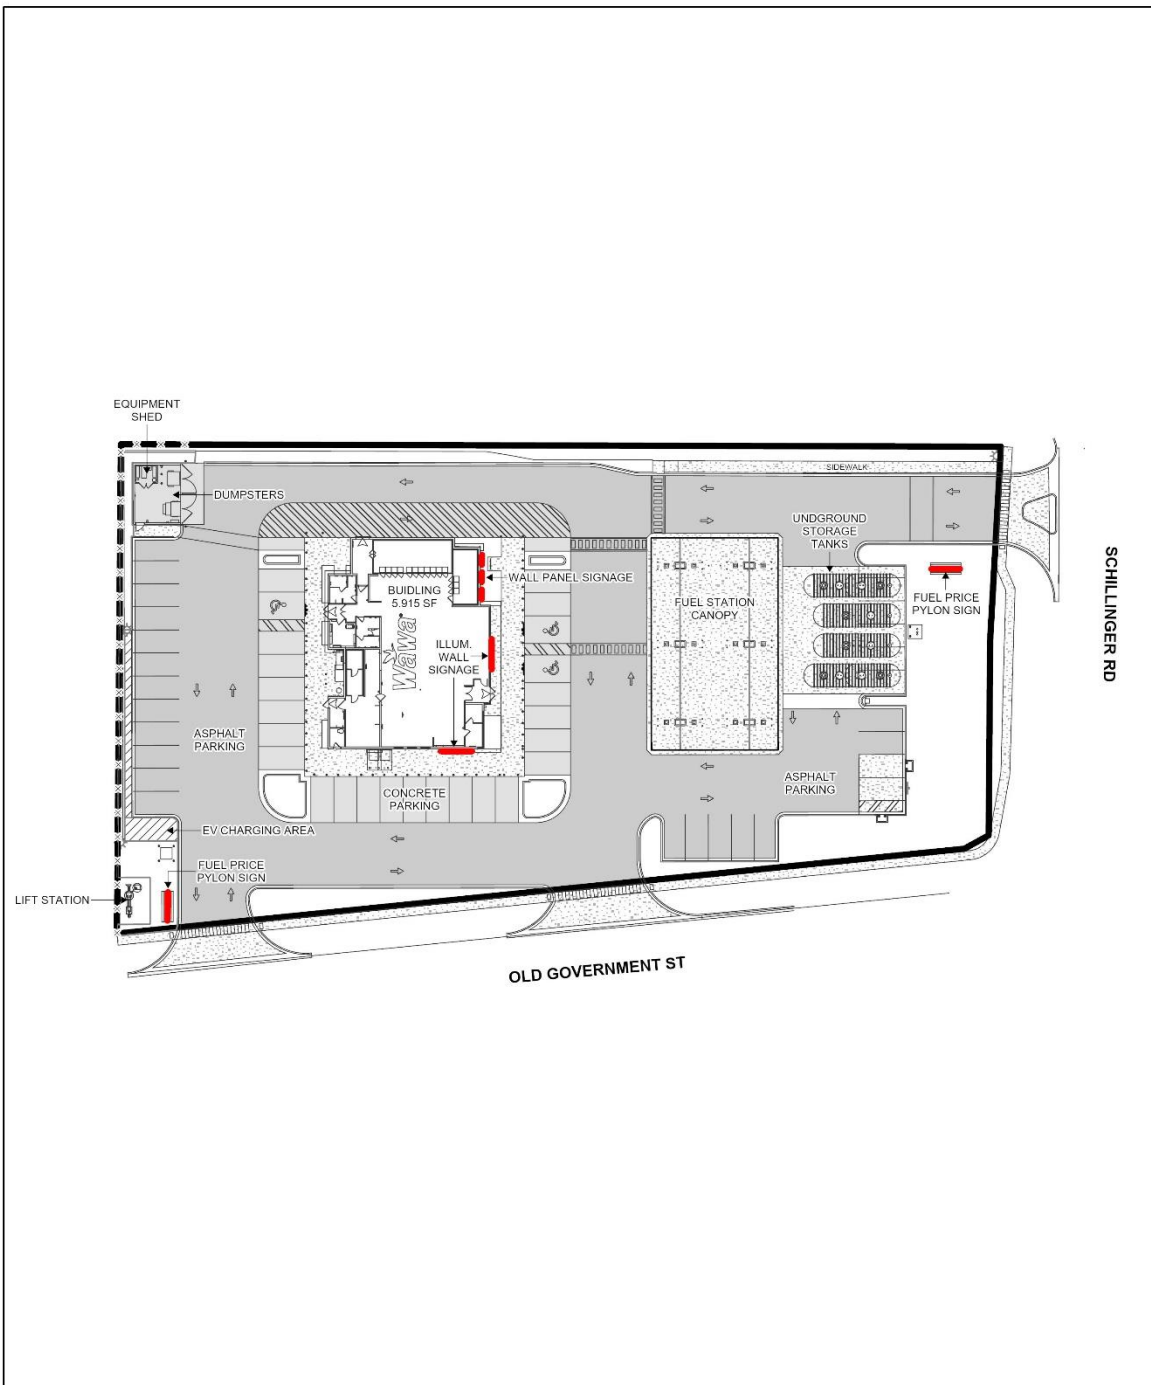 EQUIPMENT
SHED
DUMPSTERS
SIDEWALK
UNDGROUND
STORAGE
TANKS
WALL PANEL SIGNAGE
BUIDLING
5.915 SF
FUEL STATION
CANOPY
FUEL PRICE
PYLON SIGN
SCHILLINGER RD
Wawa
ILLUM.
WALL
SIGNAGE
ASPHALT
PARKING
CONCRETE
PARKING
ASPHALT
PARKING
EV CHARGING AREA
FUEL PRICE
PYLON SIGN
LIFT STATION
OLD GOVERNMENT ST